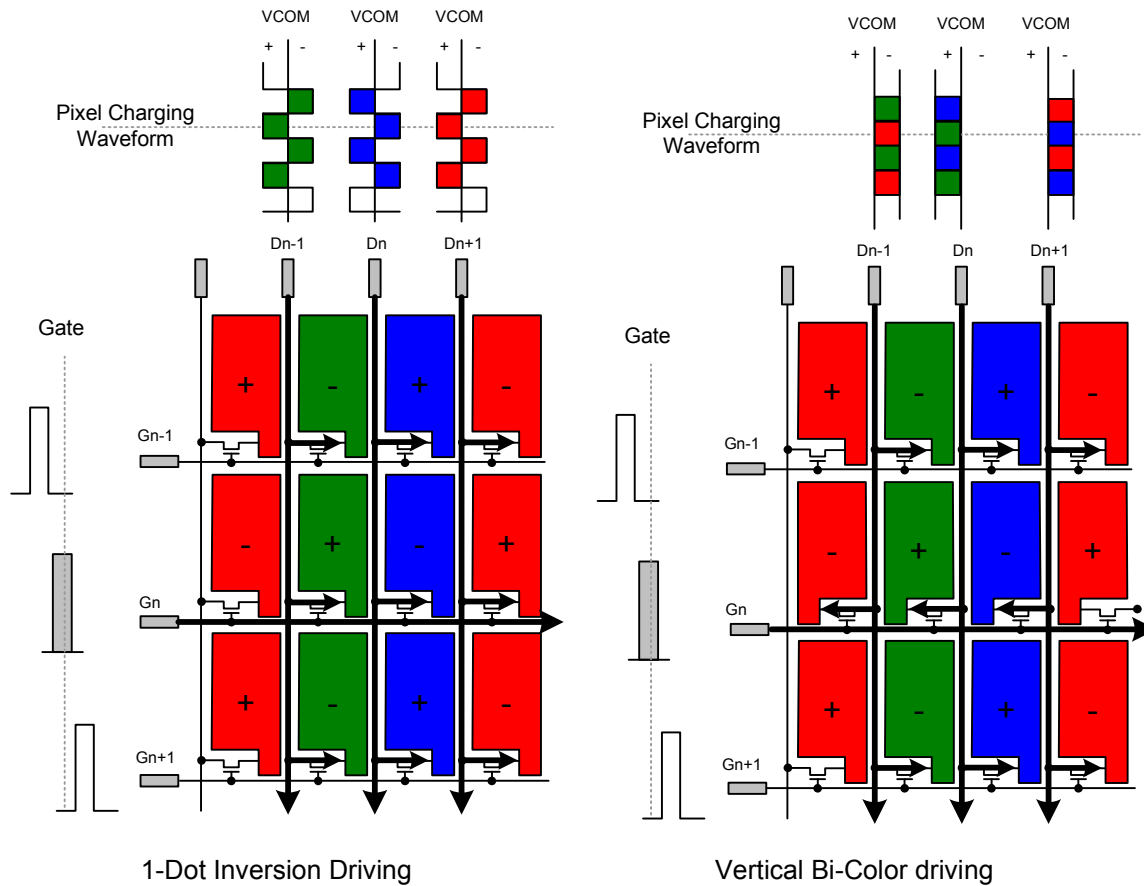 VCOM VCOM VCOM
+ - + - + -
Pixel Charging
Waveform
Dn-1 Dn Dn+1
Gate
+ - + -
Gn-1
- + - +
Gn
+ - + -
Gn+1
1-Dot Inversion Driving
VCOM VCOM VCOM
+ - + - + -
Pixel Charging
Waveform
Dn-1 Dn Dn+1
Gate
+ - + -
Gn-1
- + - +
Gn
+ - + -
Gn+1
Vertical Bi-Color driving